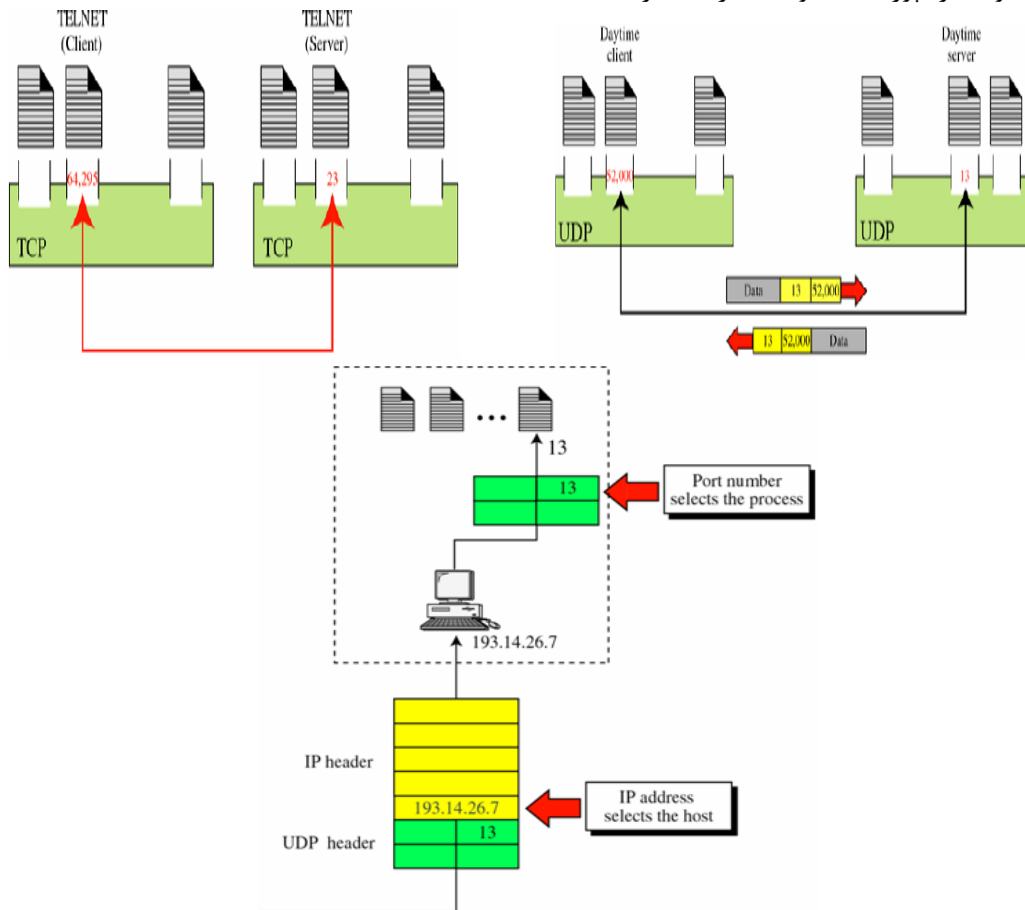 TELNET
(Client)
TELNET
(Server)
64,295
23
TCP
TCP
Daytime
client
Daytime
server
52,000
13
UDP
UDP
Data 13 52,000
13 52,000 Data
13
13
Port number
selects the process
193.14.26.7
IP header
193.14.26.7
IP address
selects the host
UDP header
13